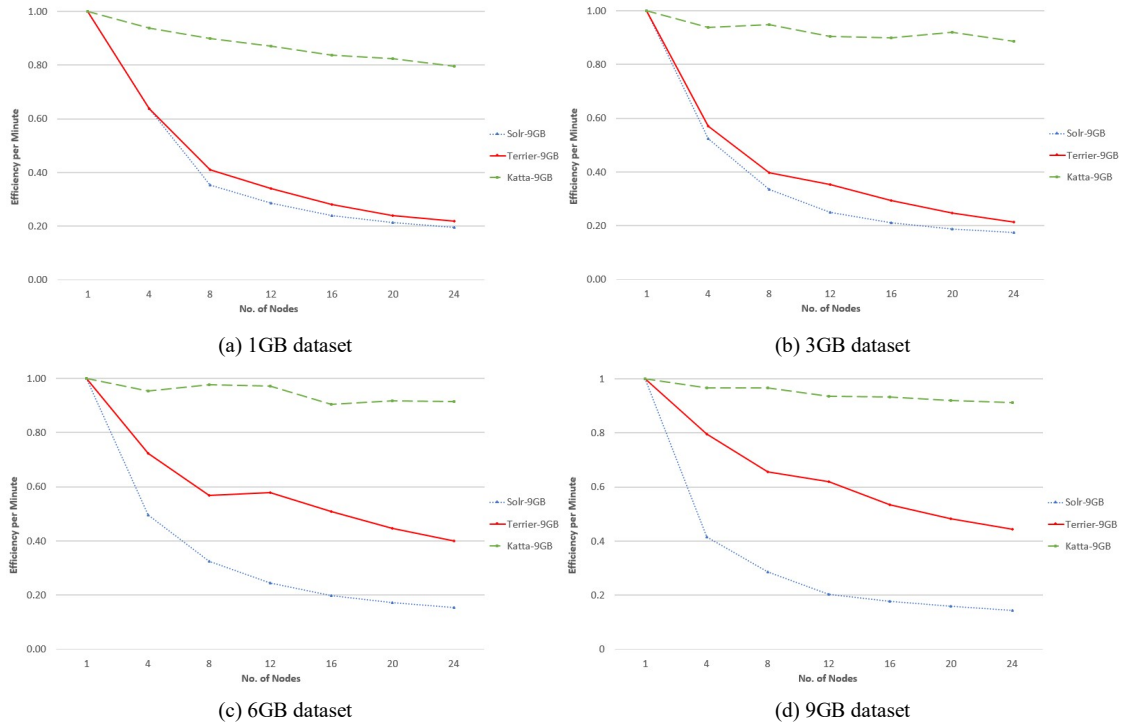 1.00
0.80
0.60
0.40
0.20
0.00
Efficiency per Minute
1 4 8 12 16 20 24
No. of Nodes
Solr-9GB
Terrier-9GB
Katta-9GB
(a) 1GB dataset
1.00
0.80
0.60
0.40
0.20
0.00
Efficiency per Minute
1 4 8 12 16 20 24
No. of Nodes
Solr-9GB
Terrier-9GB
Katta-9GB
(b) 3GB dataset
1.00
0.80
0.60
0.40
0.20
0.00
Efficiency per Minute
1 4 8 12 16 20 24
No. of Nodes
Solr-9GB
Terrier-9GB
Katta-9GB
(c) 6GB dataset
1
0.8
0.6
0.4
0.2
0
Efficiency per Minute
1 4 8 12 16 20 24
No. of Nodes
Solr-9GB
Terrier-9GB
Katta-9GB
(d) 9GB dataset